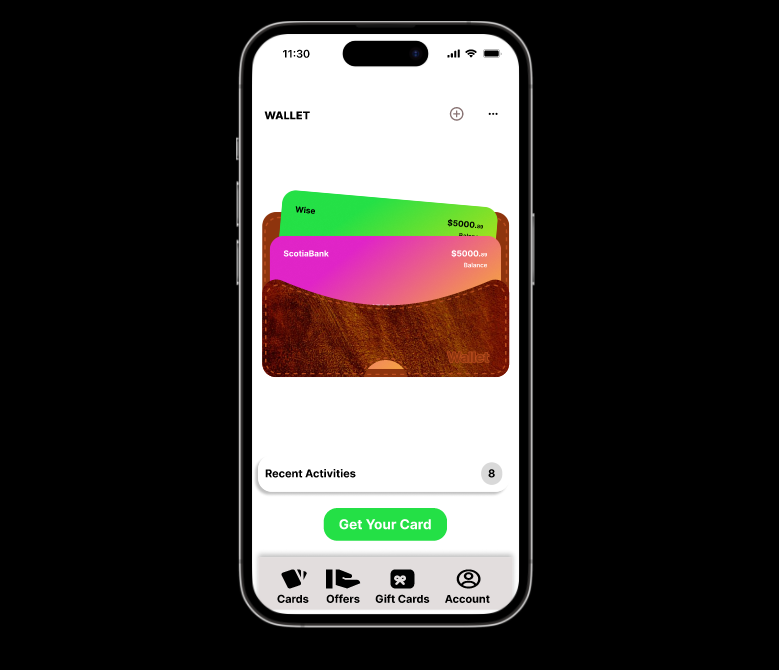 11:30
WALLET
Wise
$5000.89
ScotiaBank
$5000.89
Balance
Wallet
Recent Activities
8
Get Your Card
Cards Offers Gift Cards Account